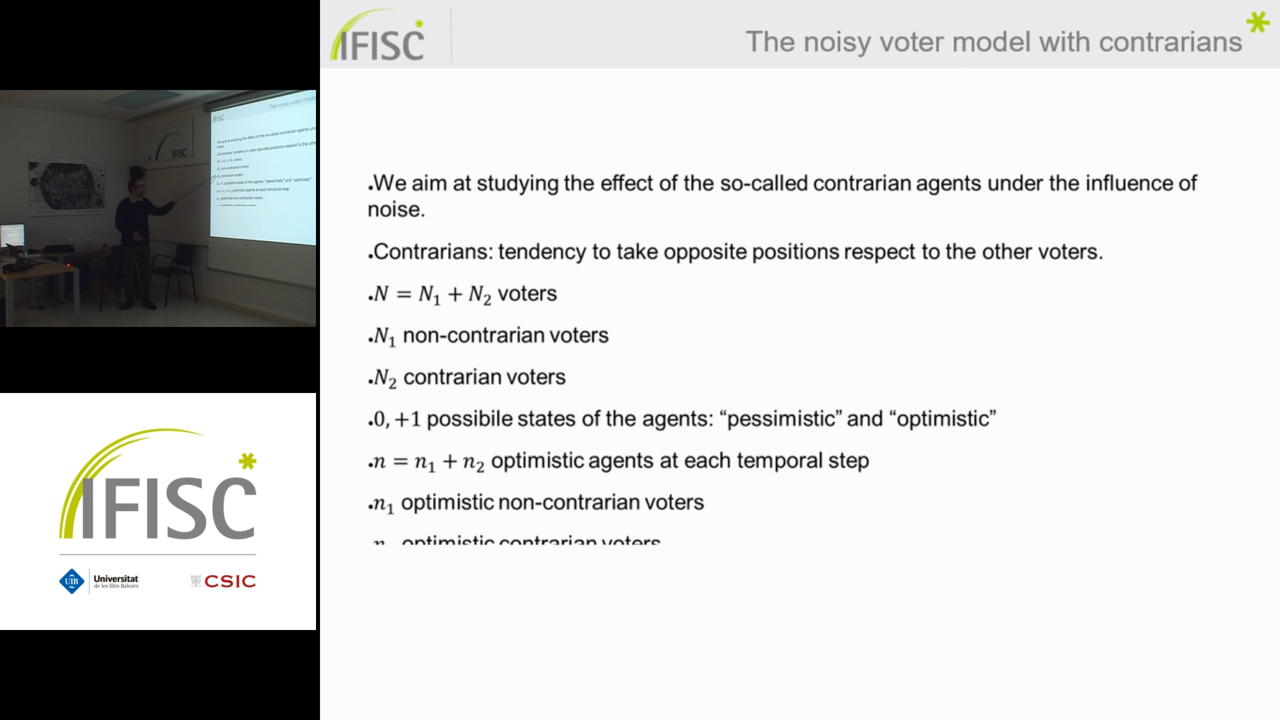 IFISC
The noisy voter model with contrarians
.We aim at studying the effect of the so-called contrarian agents under the influence of
noise.
.Contrarians: tendency to take opposite positions respect to the other voters.
.N = N₁ + N₂ voters
.N₁ non-contrarian voters
.N₂ contrarian voters
.0, +1 possibile states of the agents: “pessimistic” and “optimistic”
.n = n₁ + n₂ optimistic agents at each temporal step
.n₁ optimistic non-contrarian voters
optimistic contrarian voters
IFISC
IFISC
UIB Universitat
de les Illes Balears
CSIC